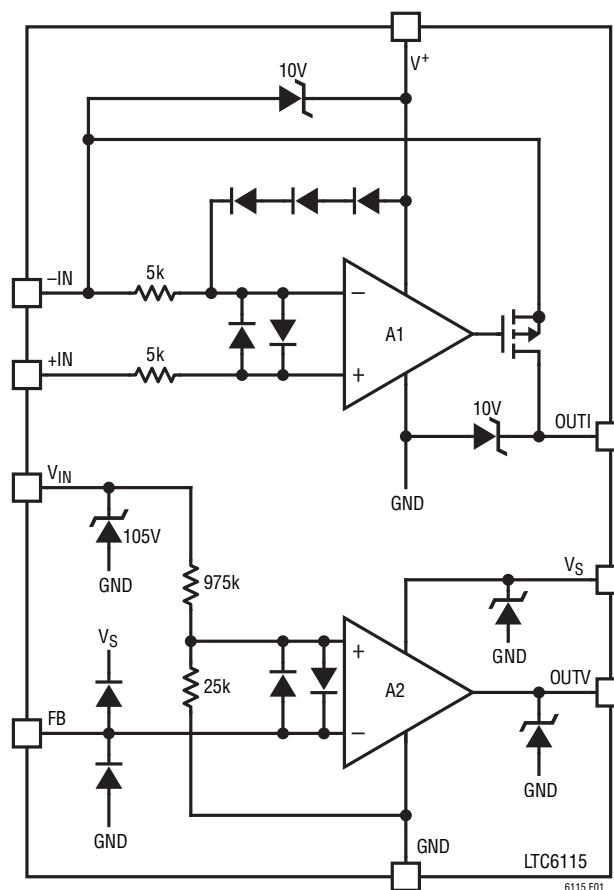 V+
10V
–IN
5k
A1
–
+
+IN
5k
10V
OUTI
GND
VIN
105V
GND
975k
VS
GND
VS
25k
+
A2
–
OUTV
FB
GND
GND
GND
LTC6115
6115 F01